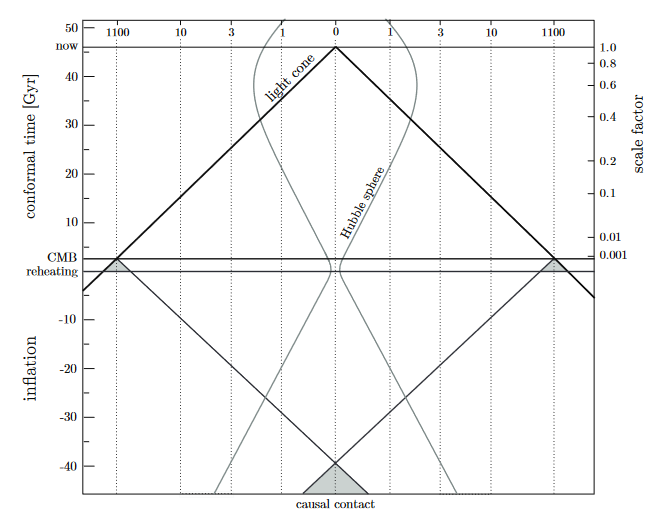 1100 10 3 1 0 1 3 10 1100
50
now
40
30
20
10
CMB
reheating
-10
-20
-30
-40
conformal time [Gyr]
inflation
light cone
Hubble sphere
1.0
0.8
0.6
0.4
0.2
0.1
0.01
0.001
scale factor
causal contact